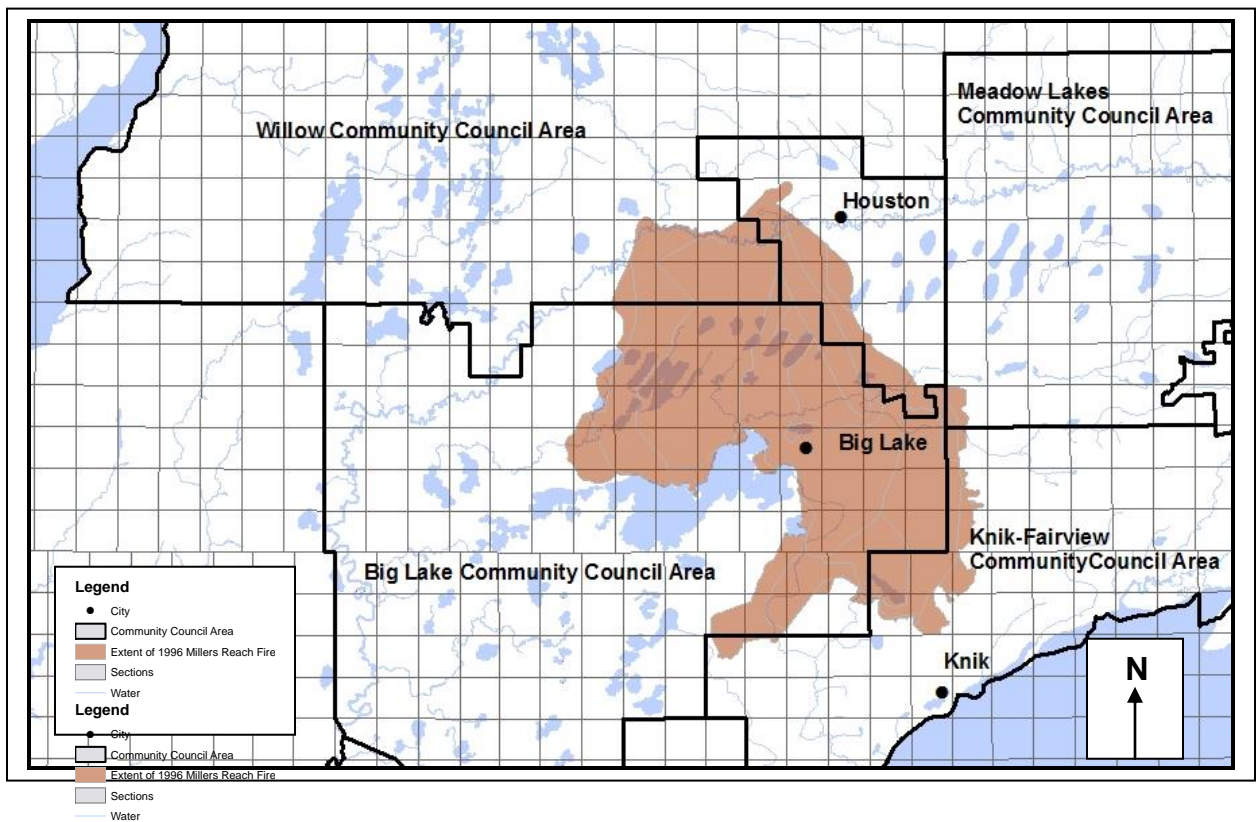 Willow Community Council Area
Meadow Lakes
Community Council Area
Houston
Big Lake
Knik-Fairview
CommunityCouncil Area
Big Lake Community Council Area
Knik
N
Legend
City
Community Council Area
Extent of 1996 Millers Reach Fire
Sections
Water
Legend
City
Community Council Area
Extent of 1996 Millers Reach Fire
Sections
Water